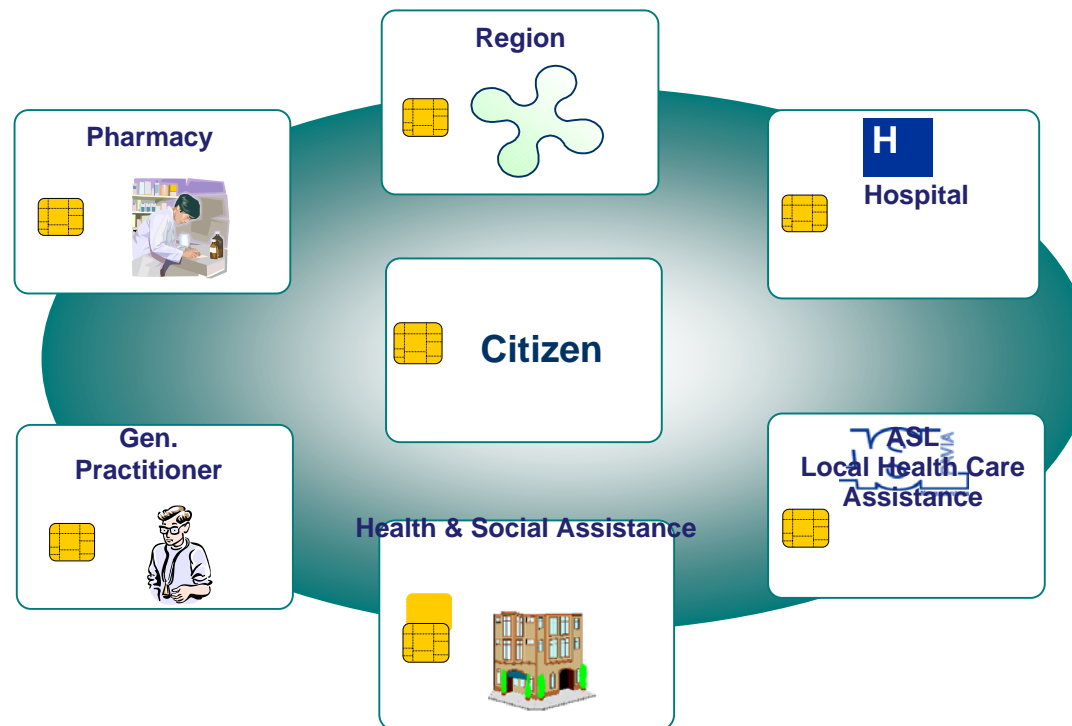 Region
Pharmacy
H
Hospital
Citizen
Gen.
Practitioner
ASL
Local Health Care
Assistance
Health & Social Assistance